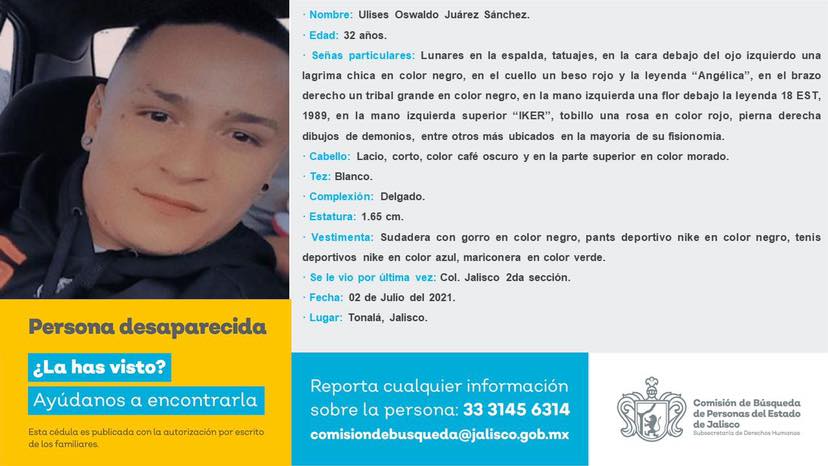 · Nombre: Ulises Oswaldo Juárez Sánchez.
· Edad: 32 años.
· Señas particulares: Lunares en la espalda, tatuajes, en la cara debajo del ojo izquierdo una
lagrima chica en color negro, en el cuello un beso rojo y la leyenda “Angélica”, en el brazo
derecho un tribal grande en color negro, en la mano izquierda una flor debajo la leyenda 18 EST,
1989, en la mano izquierda superior “IKER”, tobillo una rosa en color rojo, pierna derecha
dibujos de demonios, entre otros más ubicados en la mayoría de su fisionomía.
· Cabello: Lacio, corto, color café oscuro y en la parte superior en color morado.
· Tez: Blanco.
· Complexión: Delgado.
· Estatura: 1.65 cm.
· Vestimenta: Sudadera con gorro en color negro, pants deportivo nike en color negro, tenis
deportivos nike en color azul, mariconera en color verde.
· Se le vio por última vez: Col. Jalisco 2da sección.
· Fecha: 02 de Julio del 2021.
· Lugar: Tonalá, Jalisco.
Persona desaparecida
¿La has visto?
Ayúdanos a encontrarla
Esta cédula es publicada con la autorización por escrito
de los familiares.
Reporta cualquier información
sobre la persona: 33 3145 6314
comisiondebusqueda@jalisco.gob.mx
Comisión de Búsqueda
de Personas del Estado
de Jalisco
Subsecretaría de Derechos Humanos